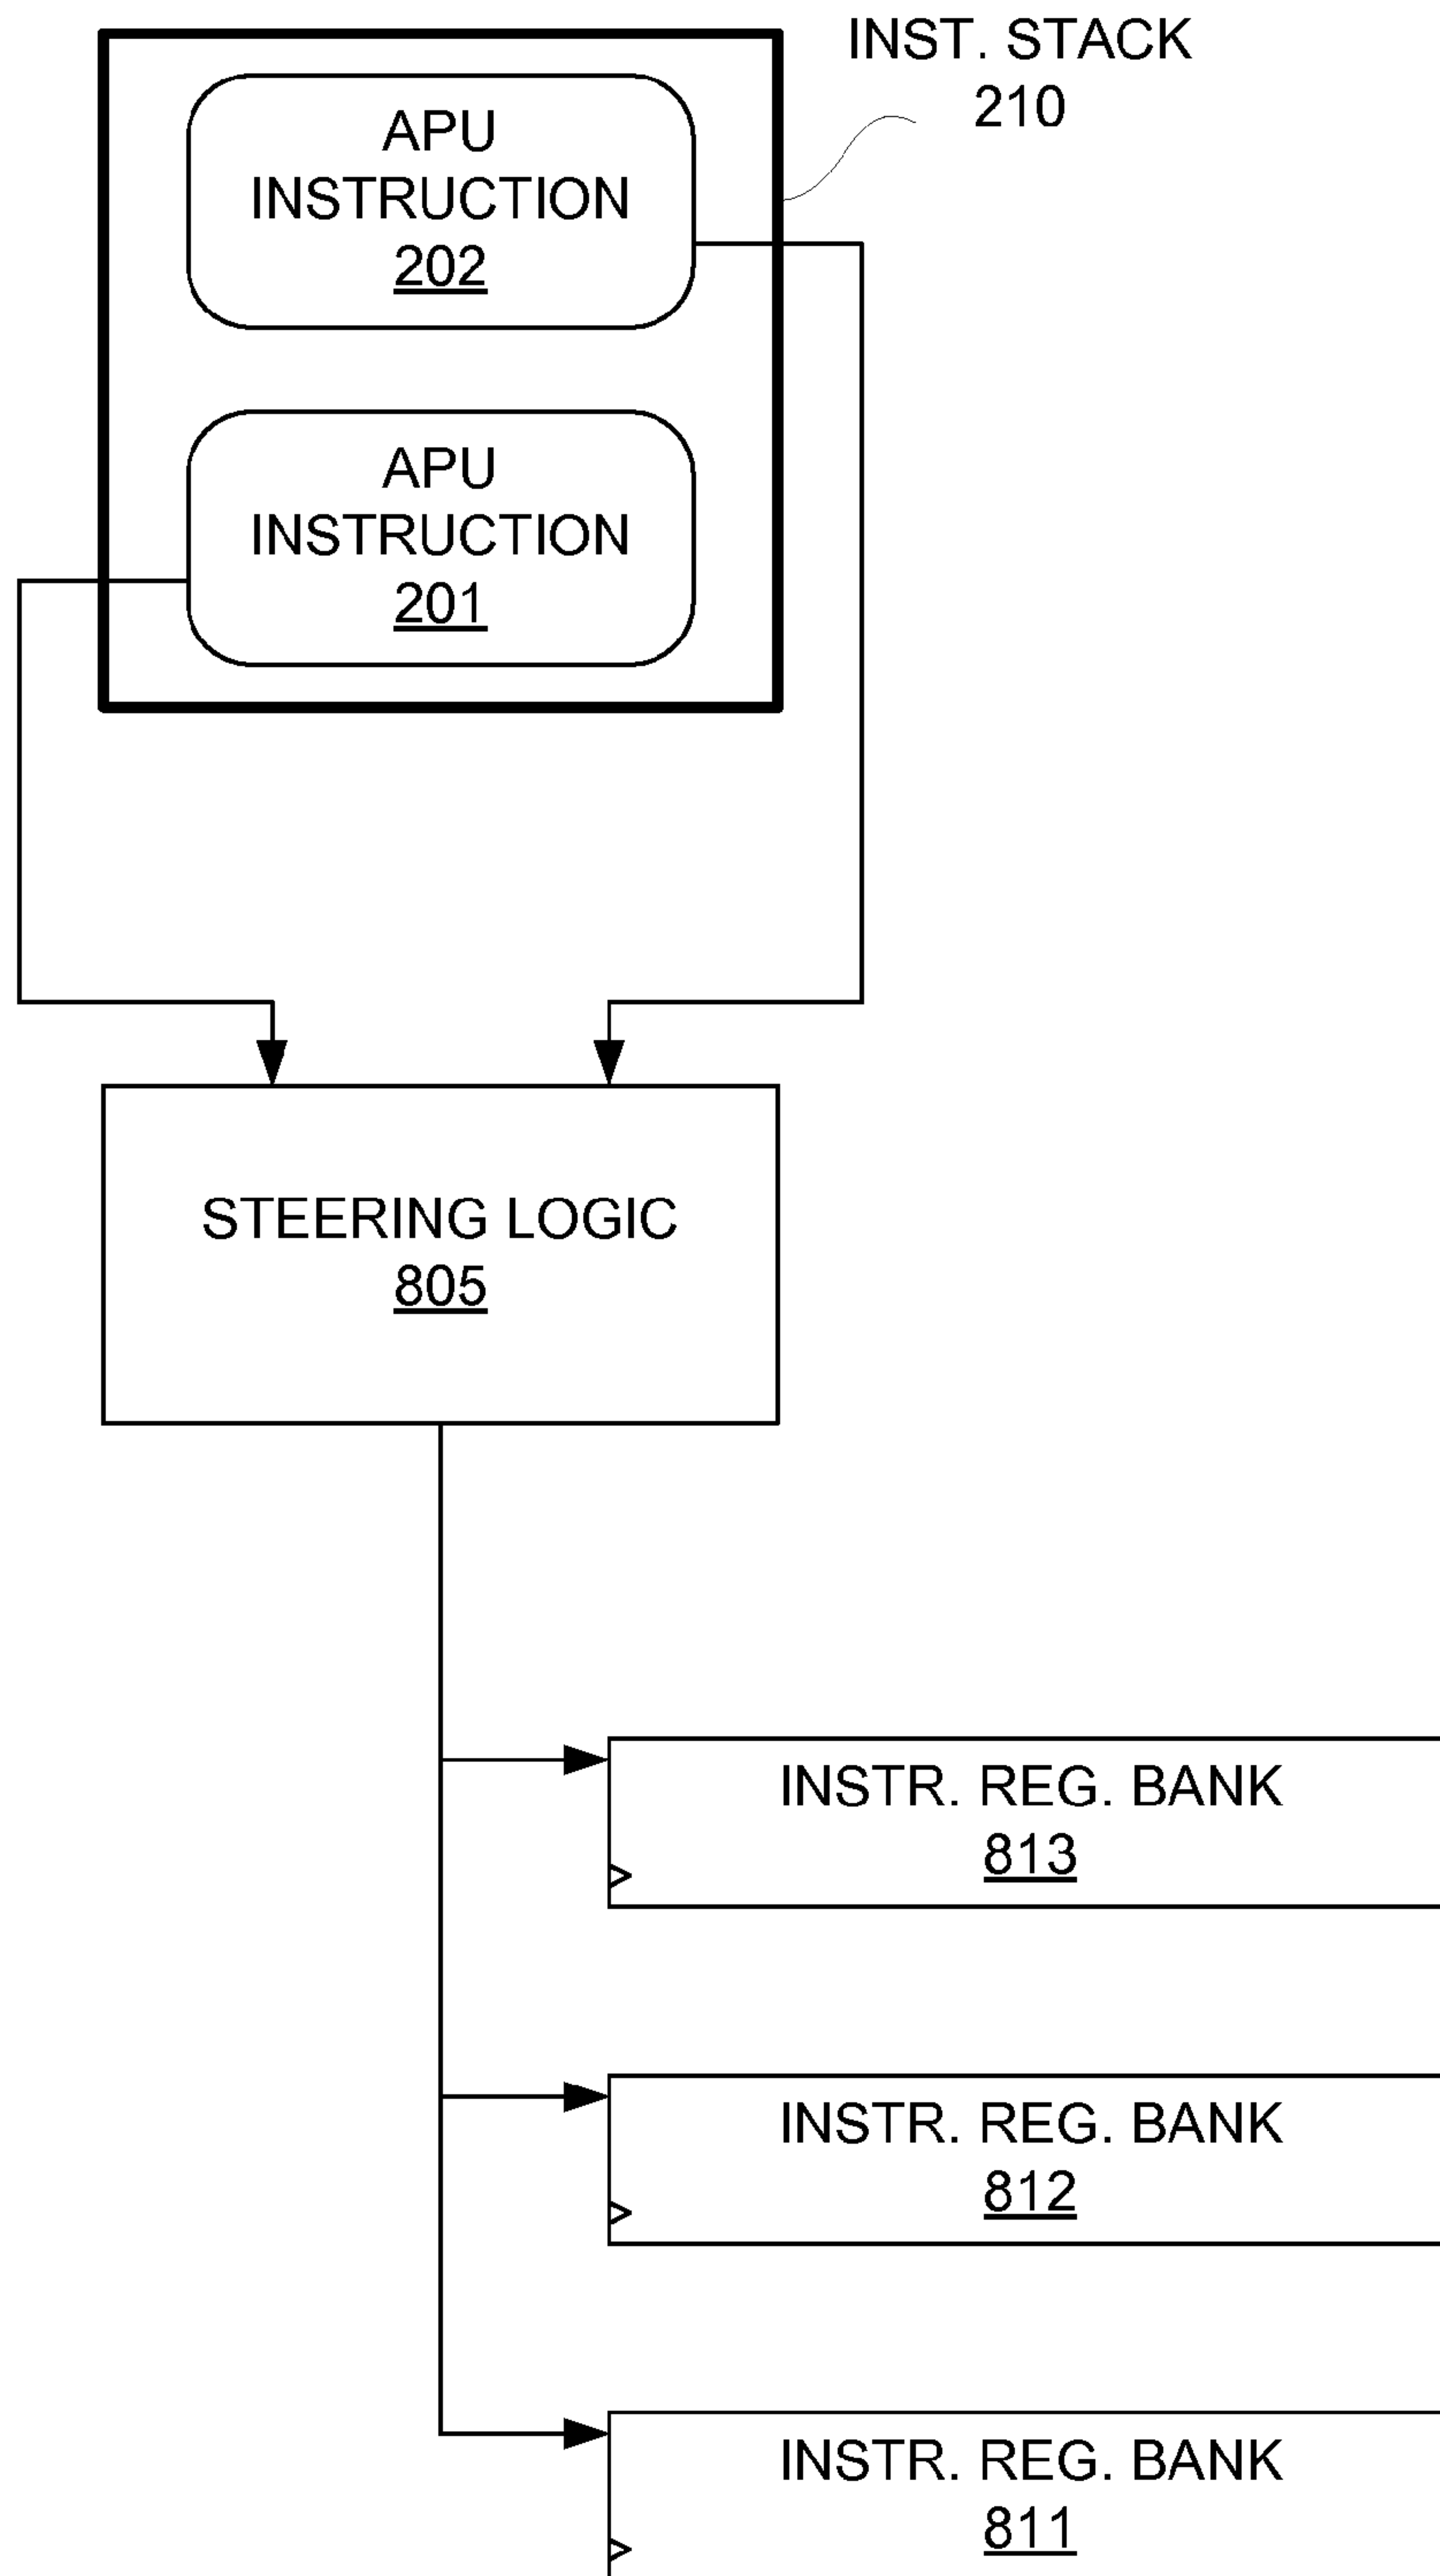 INST. STACK
210
APU
INSTRUCTION
202
APU
INSTRUCTION
201
STEERING LOGIC
805
INSTR. REG. BANK
813
INSTR. REG. BANK
812
INSTR. REG. BANK
811